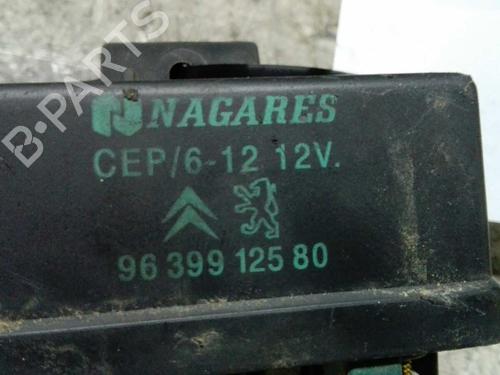 NAGARES
CEP/6-12 12V.
96 399 125 80
B-PARTS